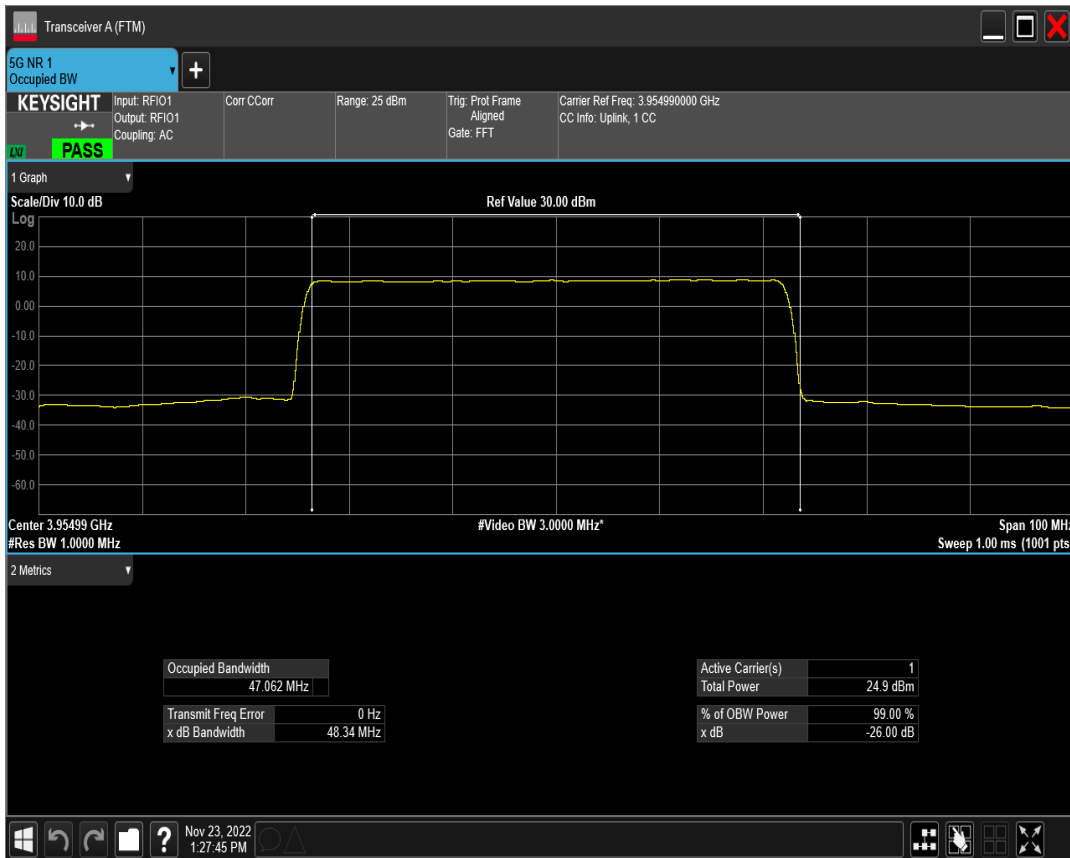 Transceiver A (FTM)
5G NR 1
Occupied BW
+
KEYSIGHT
LXI
PASS
Input: RFIO1
Output: RFIO1
Coupling: AC
Corr CCorr
Range: 25 dBm
Trig: Prot Frame
Aligned
Gate: FFT
Carrier Ref Freq: 3.954990000 GHz
CC Info: Uplink, 1 CC
1 Graph
Scale/Div 10.0 dB
Ref Value 30.00 dBm
Log
20.0
10.0
0.00
-10.0
-20.0
-30.0
-40.0
-50.0
-60.0
Center 3.95499 GHz
#Video BW 3.0000 MHz*
Span 100 MHz
#Res BW 1.0000 MHz
Sweep 1.00 ms (1001 pts
2 Metrics
Occupied Bandwidth
47.062 MHz
Transmit Freq Error 0 Hz
x dB Bandwidth 48.34 MHz
Active Carrier(s) 1
Total Power 24.9 dBm
% of OBW Power 99.00 %
x dB -26.00 dB
?
Nov 23, 2022
1:27:45 PM